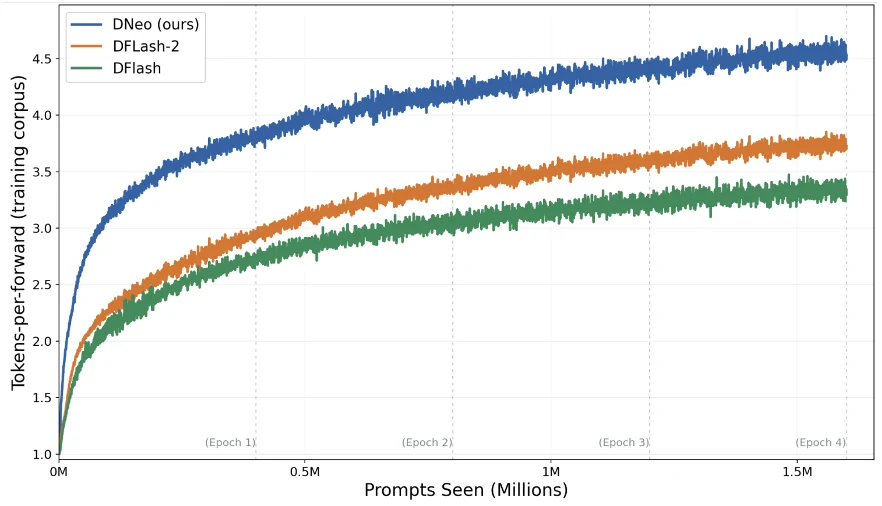 DNeo (ours)
DFLash-2
DFlash
Tokens-per-forward (training corpus)
4.5
4.0
3.5
3.0
2.5
2.0
1.5
1.0
(Epoch 1)
(Epoch 2)
(Epoch 3)
(Epoch 4)
0M
0.5M
1M
1.5M
Prompts Seen (Millions)